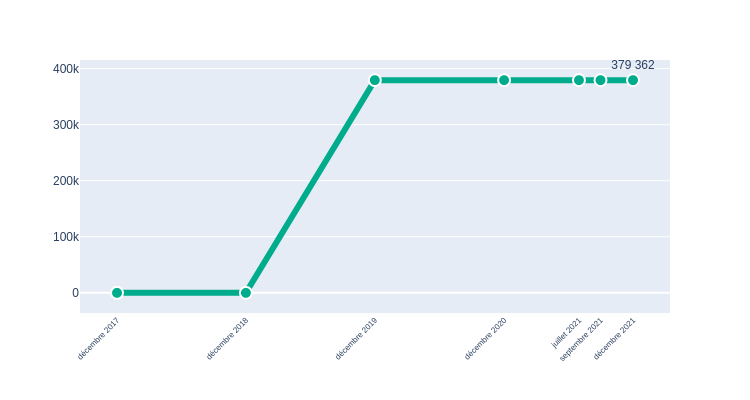 379 362
400k
300k
200k
100k
0
décembre 2017
décembre 2018
décembre 2019
décembre 2020
juillet 2021
septembre 2021
décembre 2021